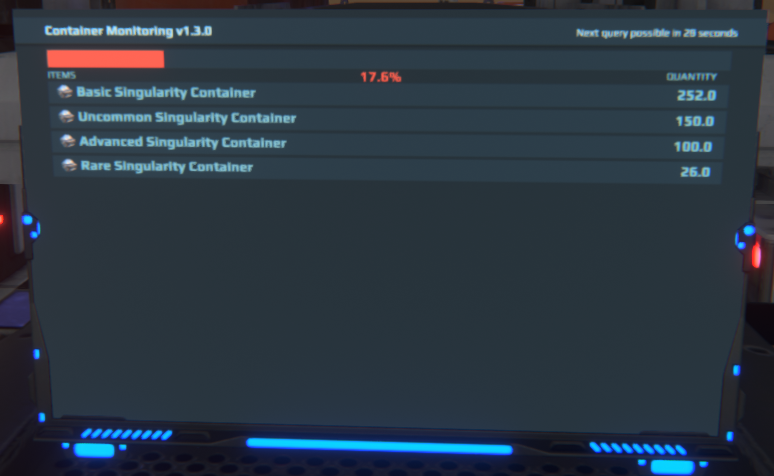 Container Monitoring v1.3.0
Next query possible in 29 seconds
17.6%
ITEMS
QUANTITY
Basic Singularity Container 252.0
Uncommon Singularity Container 150.0
Advanced Singularity Container 100.0
Rare Singularity Container 26.0